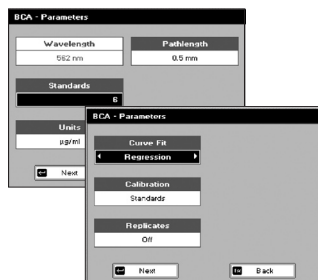 BCA - Parameters
Wavelength
Pathlength
562 nm
0.5 mm
Standards
6
Units
µg/ml
Next
BCA - Parameters
Curve Fit
Regression
Calibration
Standards
Replicates
Off
Next
Back